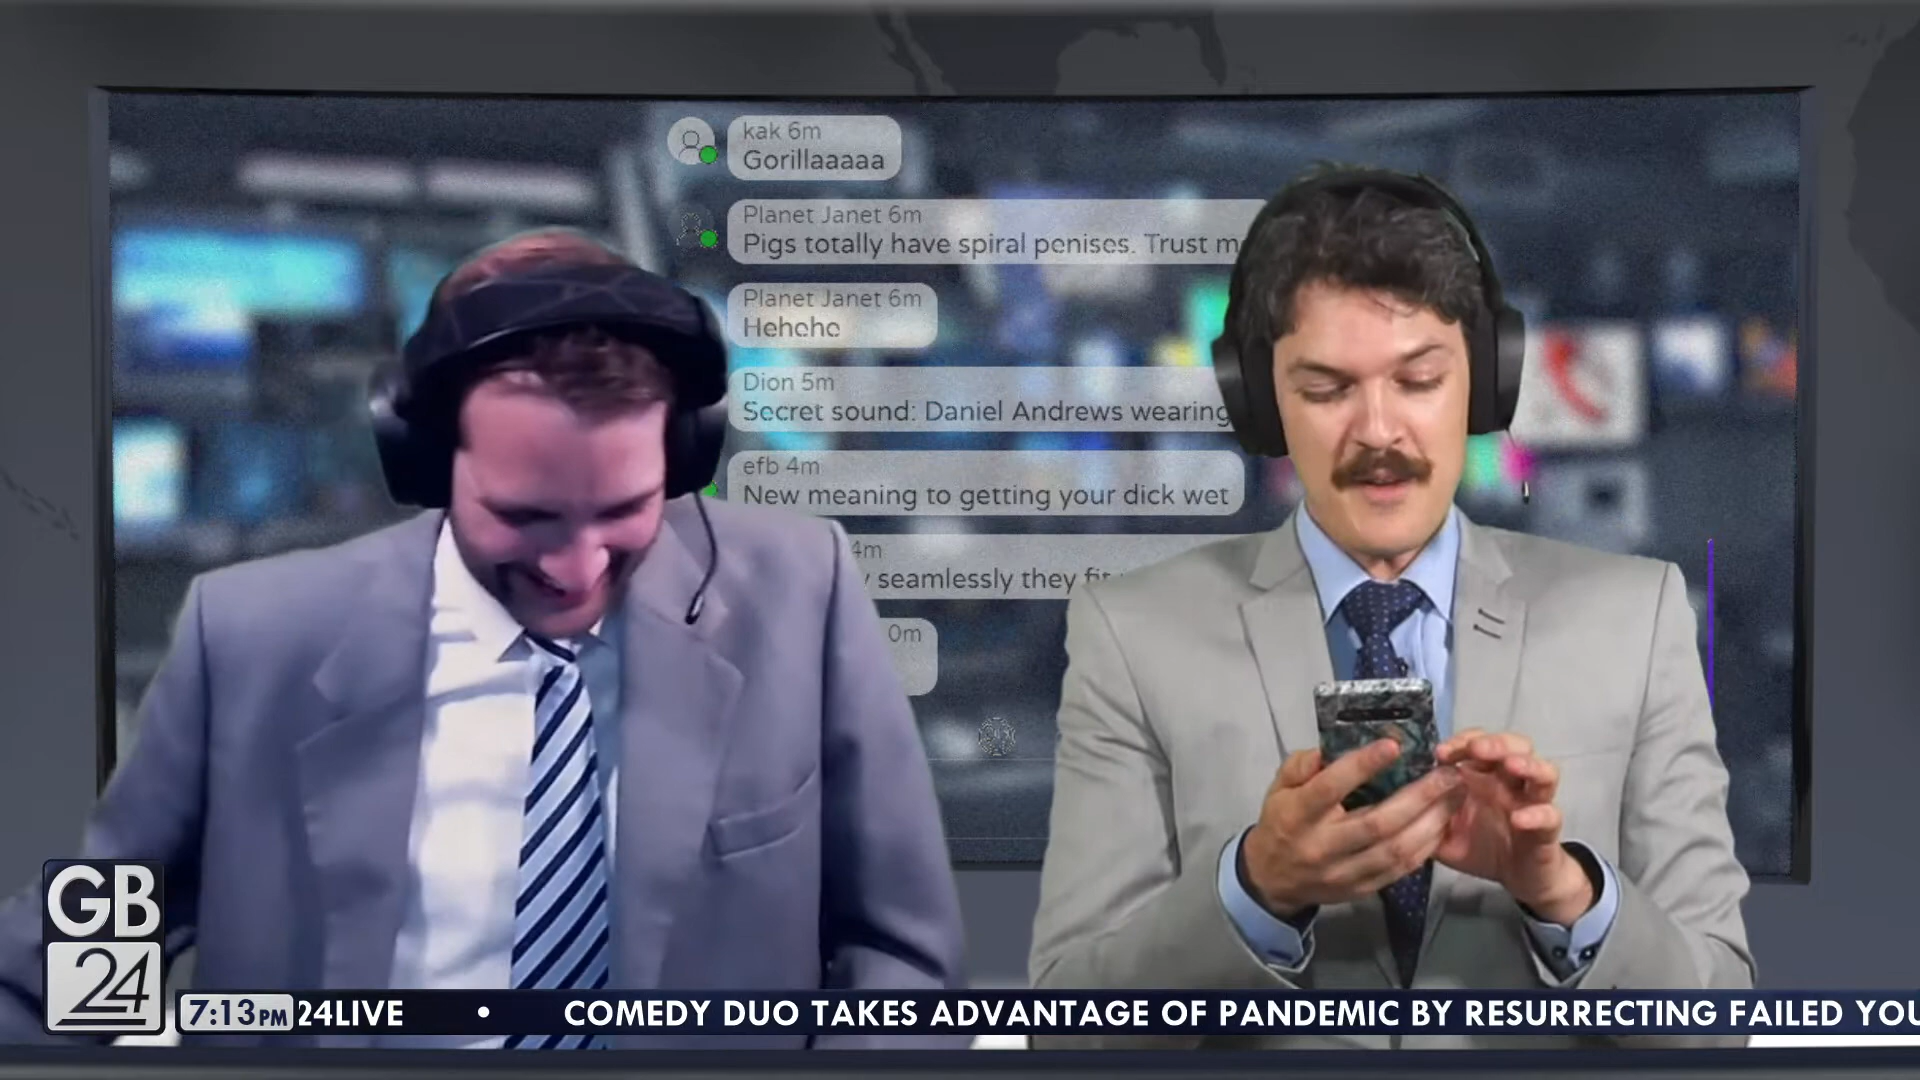 kak 6m
Gorillaaaaa
Planet Janet 6m
Pigs totally have spiral penises. Trust
Planet Janet 6m
Hehehe
Dion 5m
Secret sound: Daniel Andrews wearing
efb 4m
New meaning to getting your dick wet
4m
seamlessly they fit
0m
GB
24
7:13PM 24LIVE • COMEDY DUO TAKES ADVANTAGE OF PANDEMIC BY RESURRECTING FAILED YOU